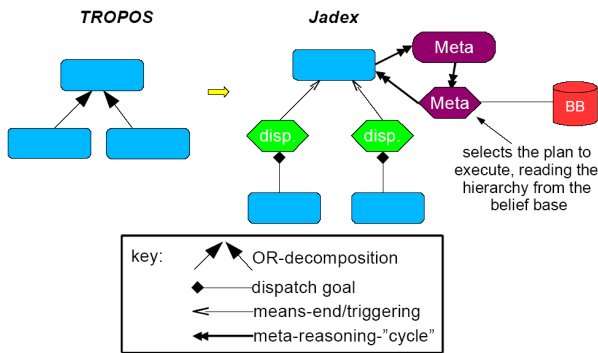 TROPOS
Jadex
Meta
Meta
BB
disp.
disp.
selects the plan to
execute, reading the
hierarchy from the
belief base
key:
OR-decomposition
dispatch goal
means-end/triggering
meta-reasoning-"cycle"